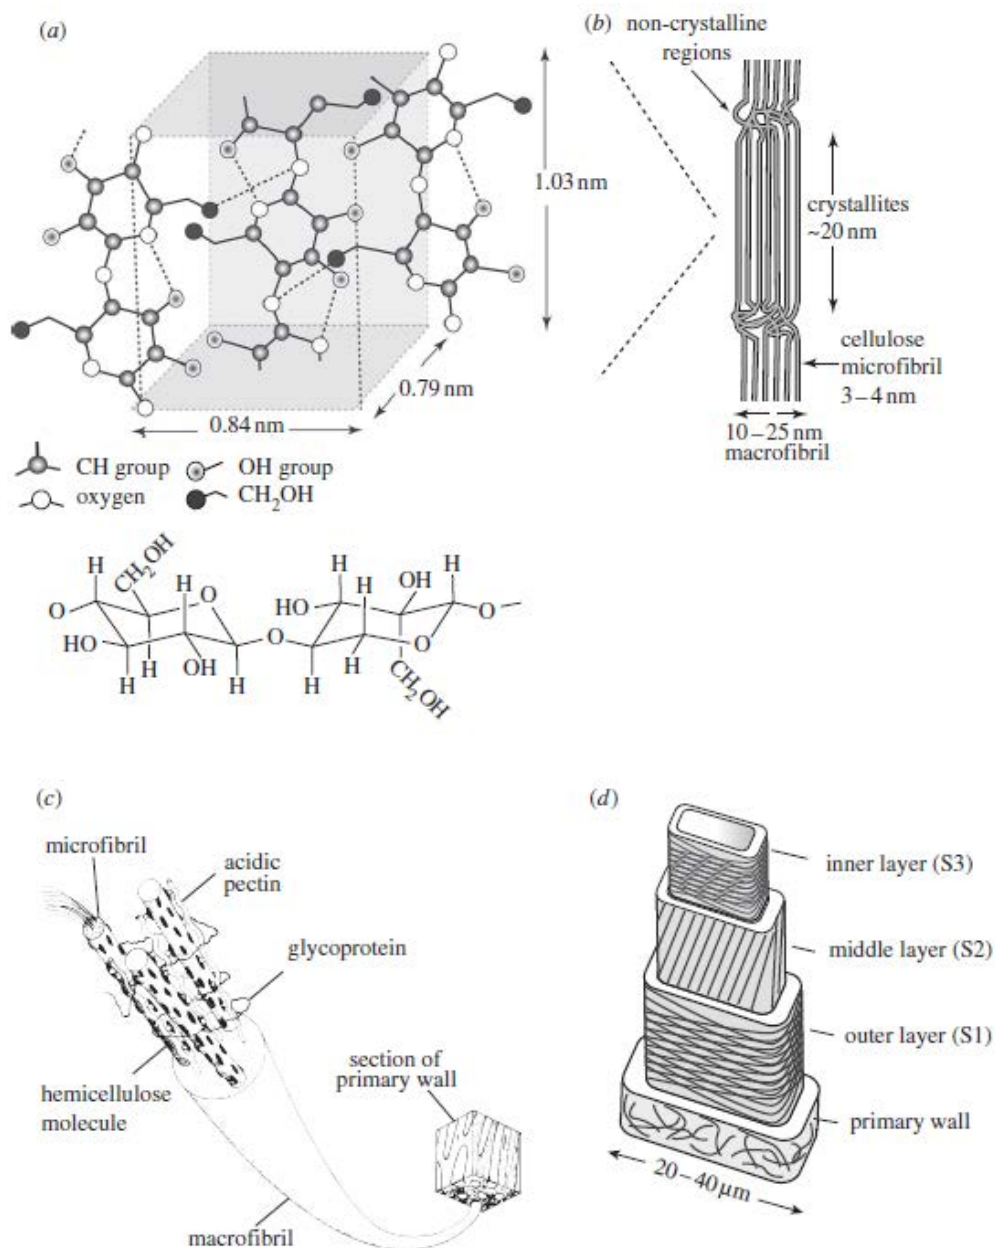 (a)
1.03 nm
0.79 nm
0.84 nm
CH group
OH group
oxygen
CH2OH
H
CH2OH
H
O
O
HO
H
OH
H
H
O
H
H
OH
H
HO
O
O
H
H
CH2OH
(b)
non-crystalline
regions
crystallites
~20 nm
cellulose
microfibril
3–4 nm
10–25 nm
macrofibril
(c)
microfibril
acidic
pectin
glycoprotein
section of
primary wall
hemicellulose
molecule
macrofibril
(d)
inner layer (S3)
middle layer (S2)
outer layer (S1)
primary wall
20–40 μm